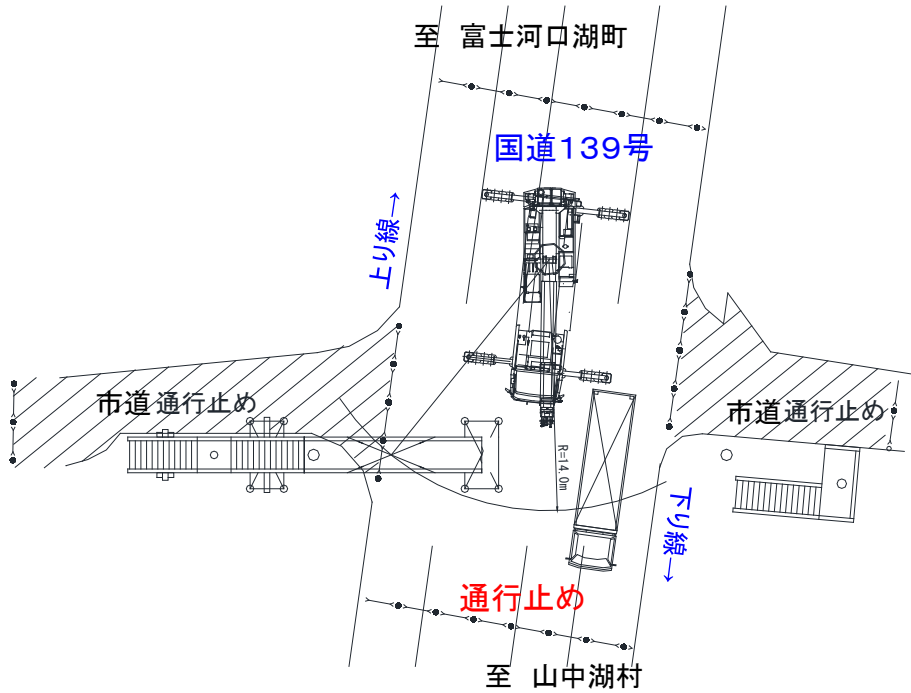 至 富士河口湖町
国道139号
上り線→
市道通行止め
市道通行止め
R=14.0m
下り線→
通行止め
至 山中湖村